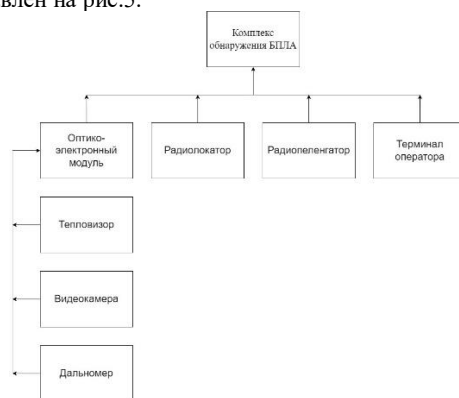 влен на рис.5.
Комплекс
обнаружения БПЛА
Оптико-
электронный
модуль
Радиолокатор
Радиопеленгатор
Терминал
оператора
Тепловизор
Видеокамера
Дальномер